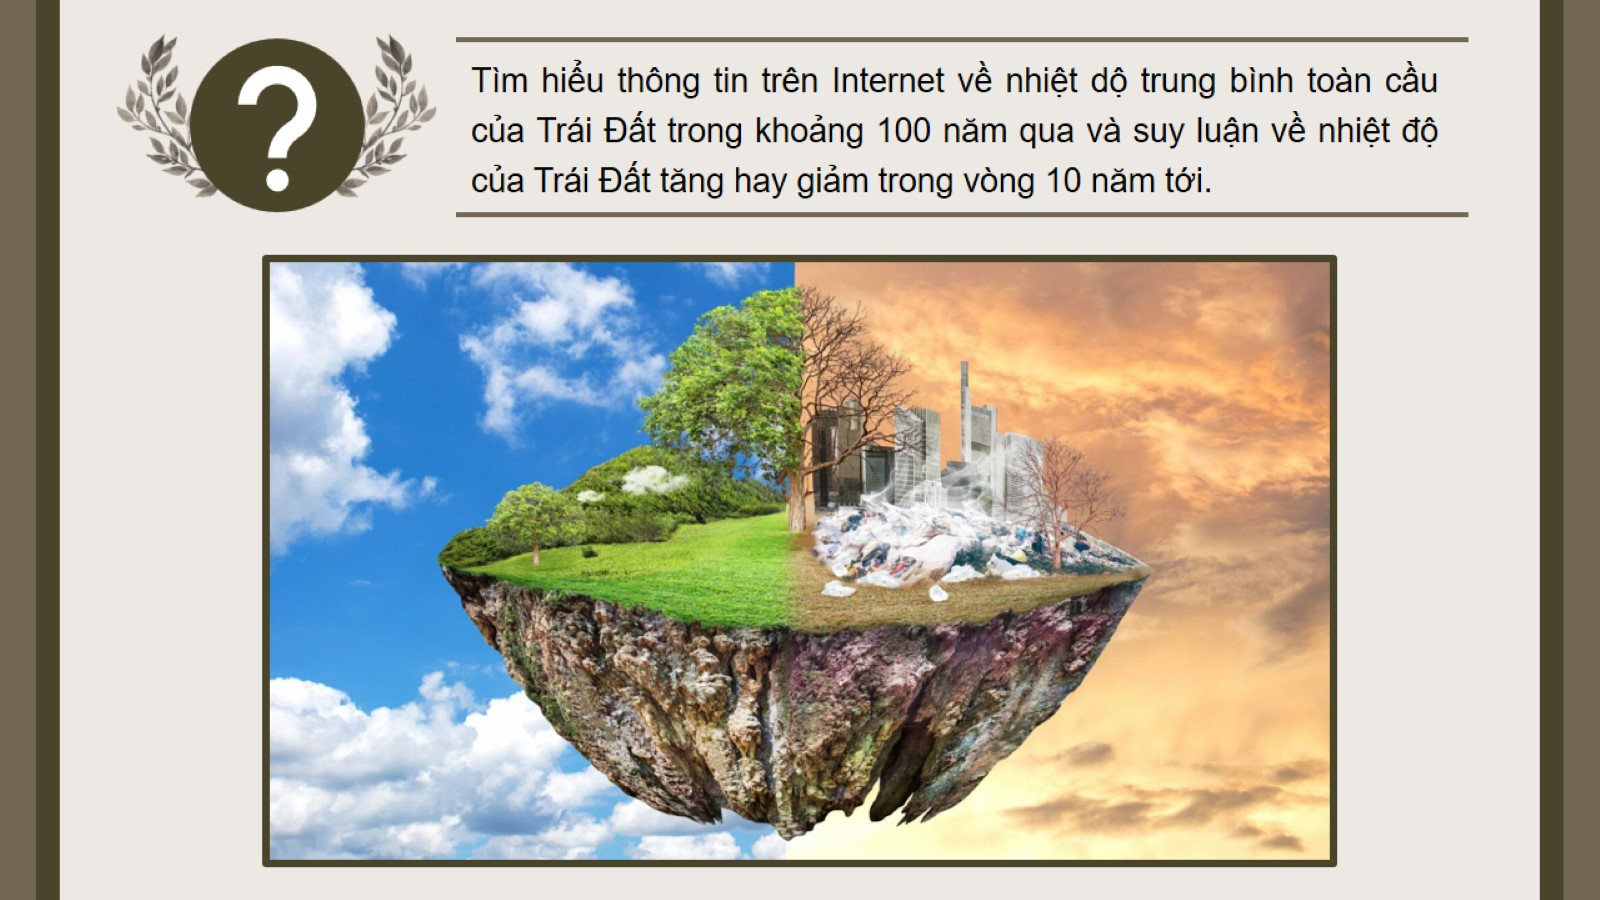 Tìm hiểu thông tin trên Internet về nhiệt dộ trung bình toàn cầu
của Trái Đất trong khoảng 100 năm qua và suy luận về nhiệt độ
của Trái Đất tăng hay giảm trong vòng 10 năm tới.